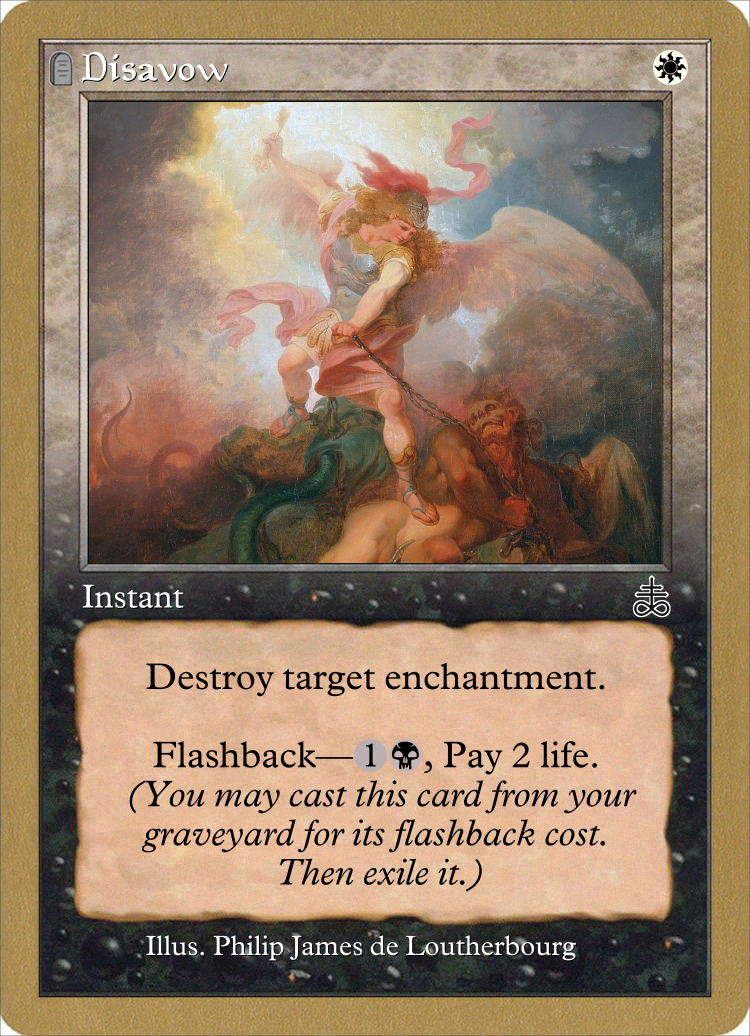 Disavow
Instant
Destroy target enchantment.
Flashback—1, Pay 2 life.
(You may cast this card from your
graveyard for its flashback cost.
Then exile it.)
Illus. Philip James de Loutherbourg